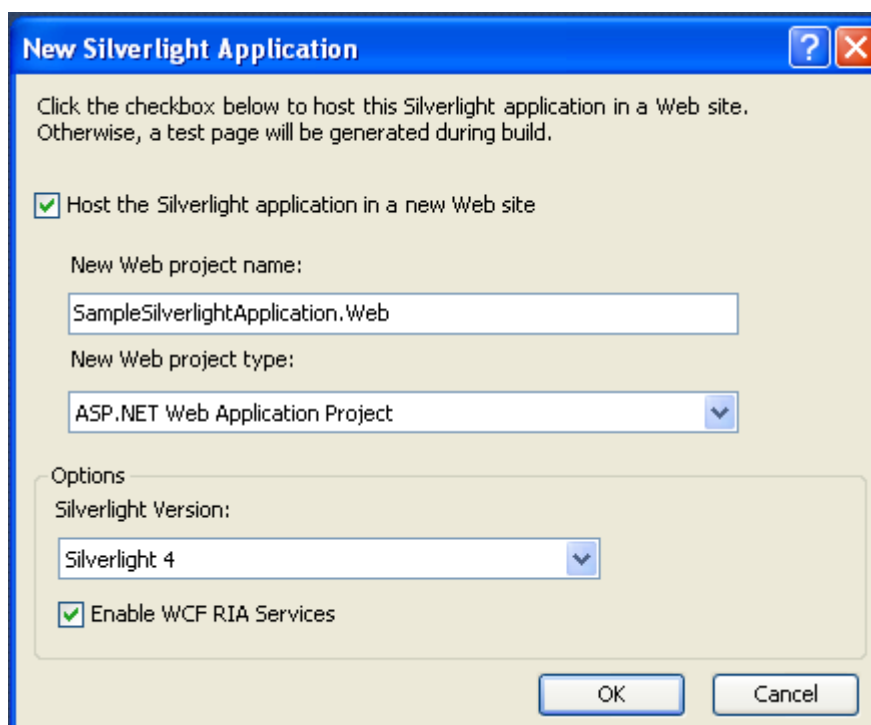 New Silverlight Application
Click the checkbox below to host this Silverlight application in a Web site.
Otherwise, a test page will be generated during build.
Host the Silverlight application in a new Web site
New Web project name:
SampleSilverlightApplication.Web
New Web project type:
ASP.NET Web Application Project
Options
Silverlight Version:
Silverlight 4
Enable WCF RIA Services
OK Cancel